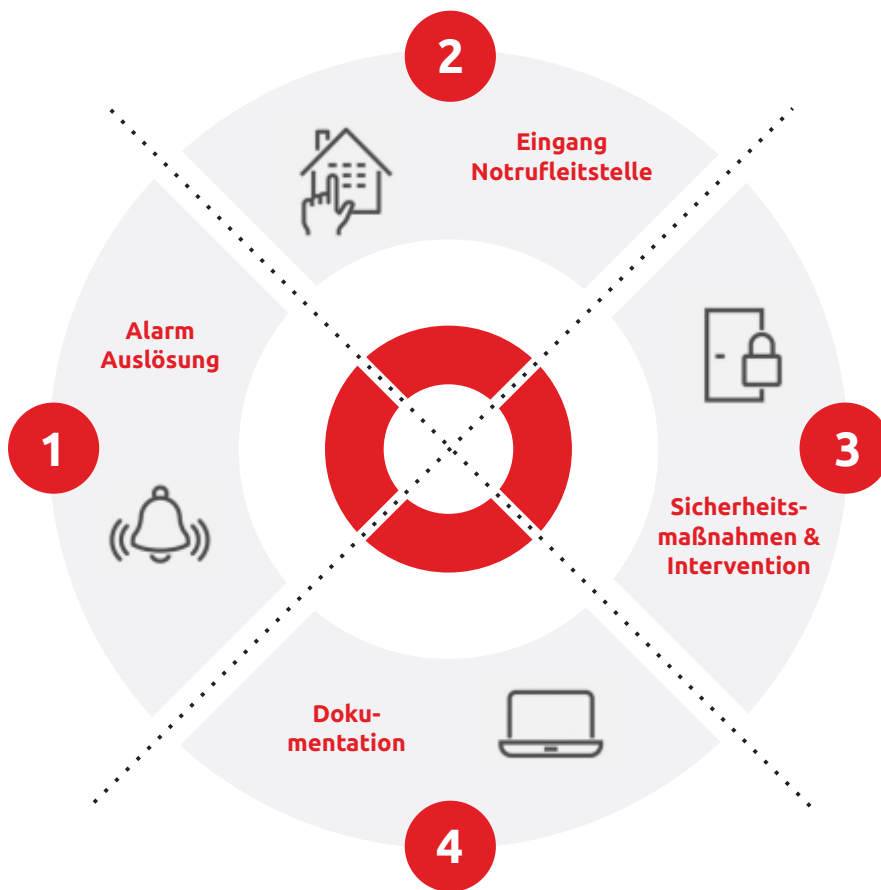 1
Alarm
Auslösung
2
Eingang
Notrufleitstelle
3
Sicherheits-
maßnahmen &
Intervention
4
Doku-
mentation